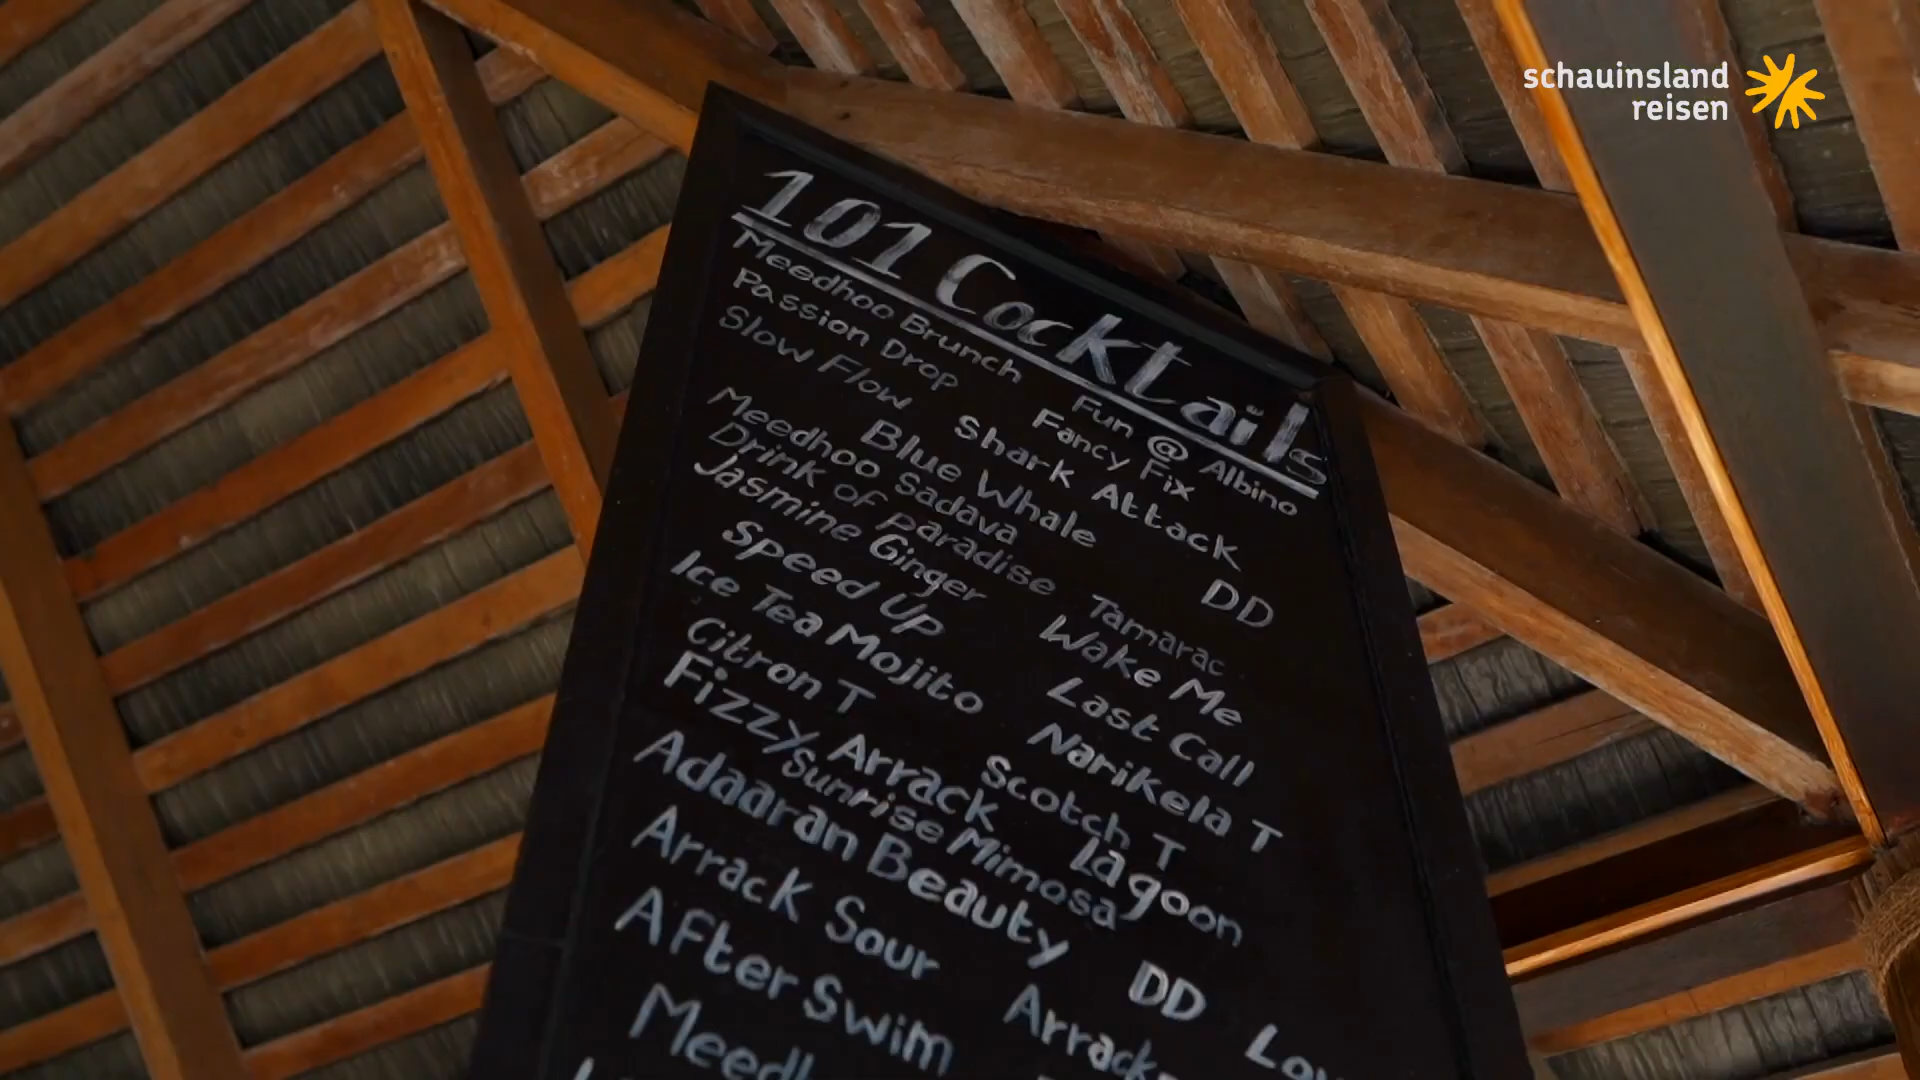 schauinsland
reisen
101 Cocktails
Meedhoo Brunch
Fun @ Albino
Passion Drop
Fancy Fix
Slow Flow
Shark Attack
Blue Whale
DD
Meedhoo Sadava
Drink of Paradise
Tamarac
Jasmine Ginger
Wake Me
Speed Up
Last Call
Ice Tea Mojito
Narikela T
Citron T
Scotch T
Fizzy Arrack
Lagoon
Sunrise Mimosa
Adaaran Beauty
DD
Arrack Sour
Arrack
After Swim